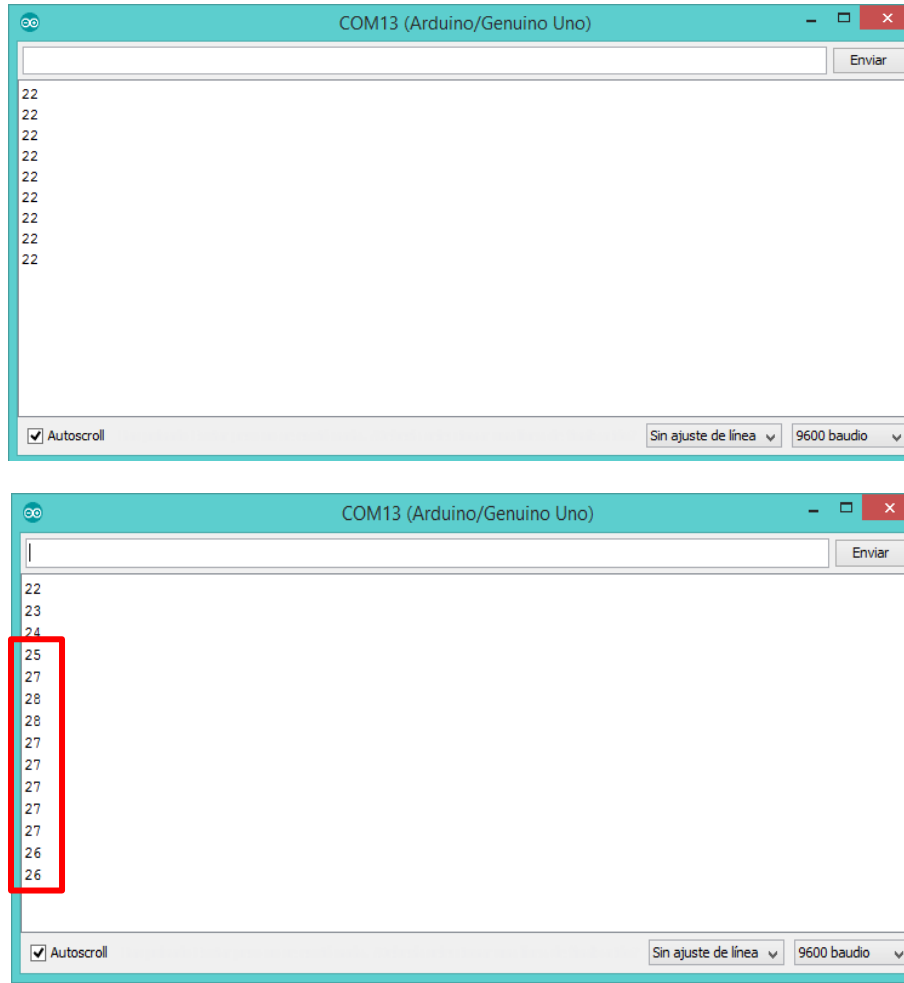 COM13 (Arduino/Genuino Uno)
Enviar
22
22
22
22
22
22
22
22
22
Autoscroll
Sin ajuste de línea
9600 baudio
COM13 (Arduino/Genuino Uno)
Enviar
22
23
24
25
27
28
28
27
27
27
27
27
26
26
Autoscroll
Sin ajuste de línea
9600 baudio